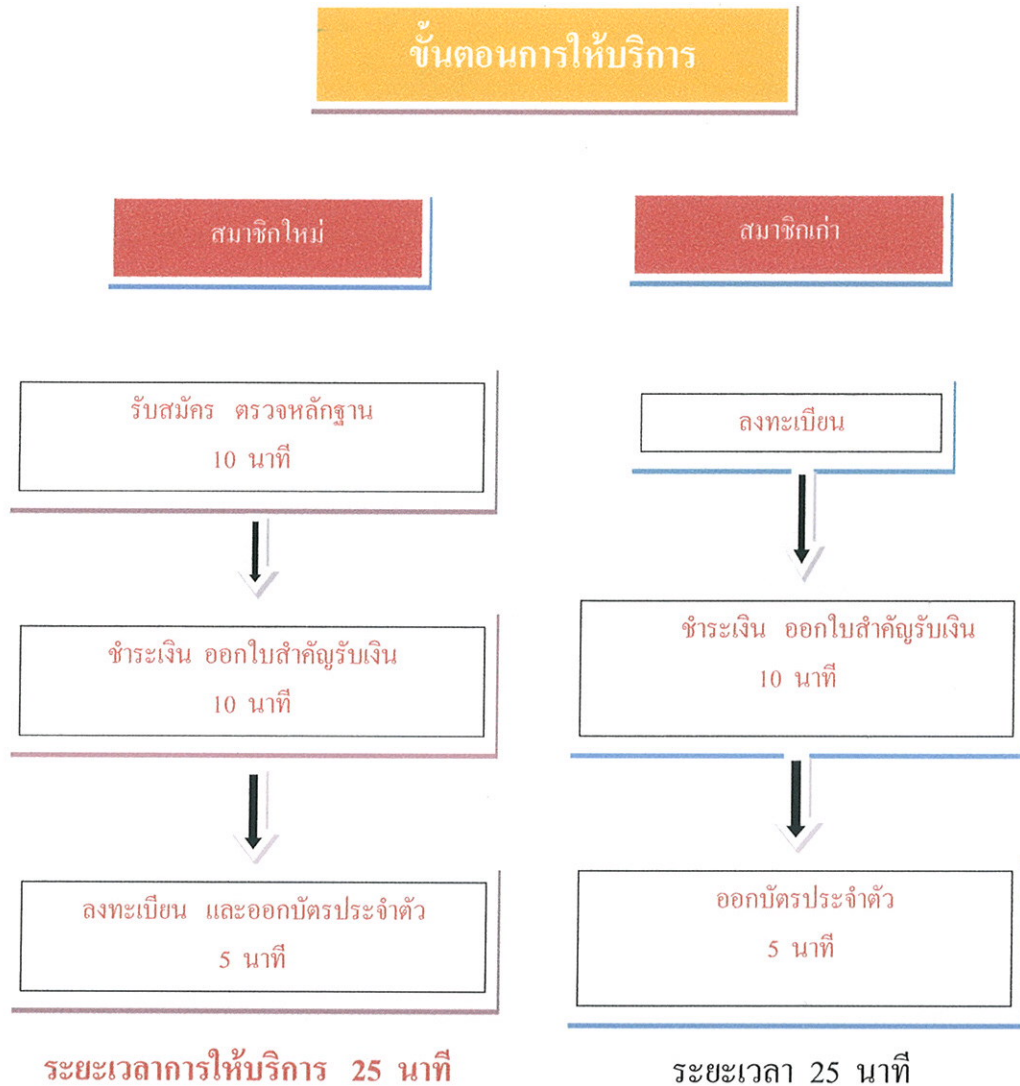 ขั้นตอนการให้บริการ
สมาชิกใหม่
รับสมัคร ตรวจหลักฐาน
10 นาที
ชำระเงิน ออกใบสำคัญรับเงิน
10 นาที
ลงทะเบียน และออกบัตรประจำตัว
5 นาที
ระยะเวลาการให้บริการ 25 นาที
สมาชิกเก่า
ลงทะเบียน
ชำระเงิน ออกใบสำคัญรับเงิน
10 นาที
ออกบัตรประจำตัว
5 นาที
ระยะเวลา 25 นาที